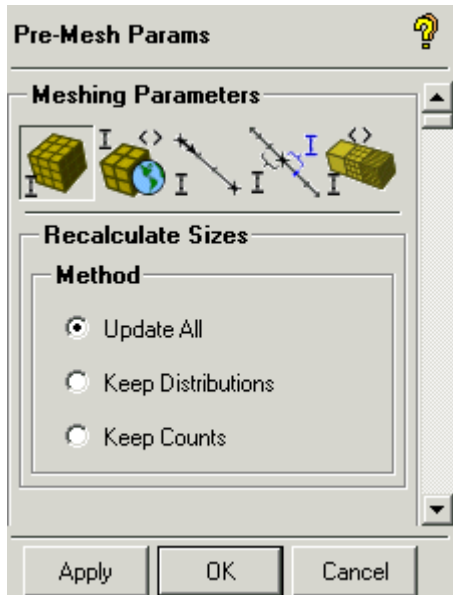 Pre-Mesh Params
Meshing Parameters
Recalculate Sizes
Method
Update All
Keep Distributions
Keep Counts
Apply OK Cancel